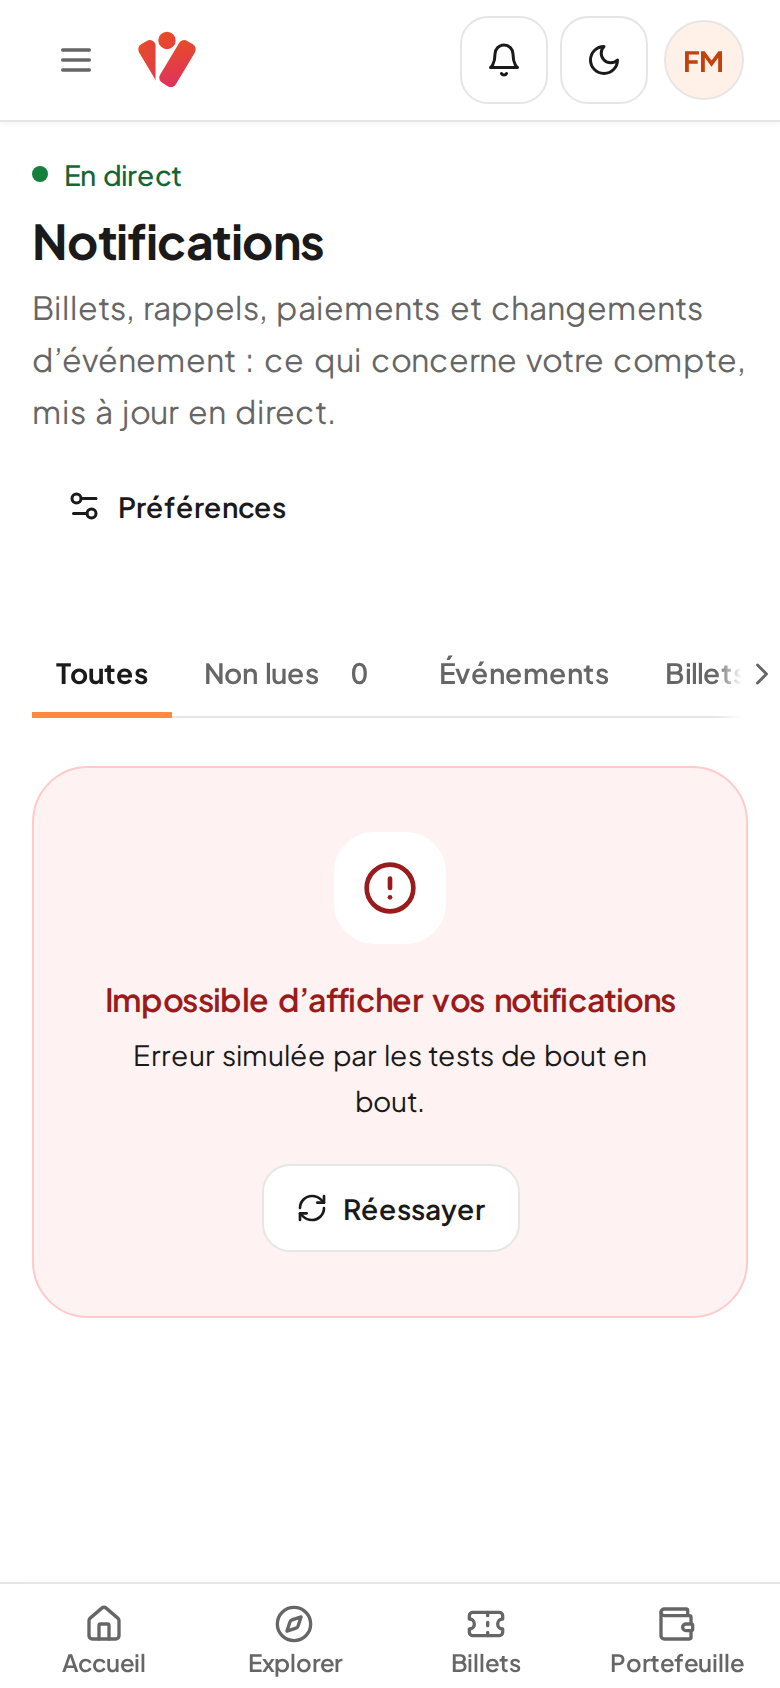 FM
En direct
Notifications
Billets, rappels, paiements et changements
d’événement : ce qui concerne votre compte,
mis à jour en direct.
Préférences
Toutes Non lues 0 Événements Billets
Impossible d’afficher vos notifications
Erreur simulée par les tests de bout en
bout.
Réessayer
Accueil Explorer Billets Portefeuille